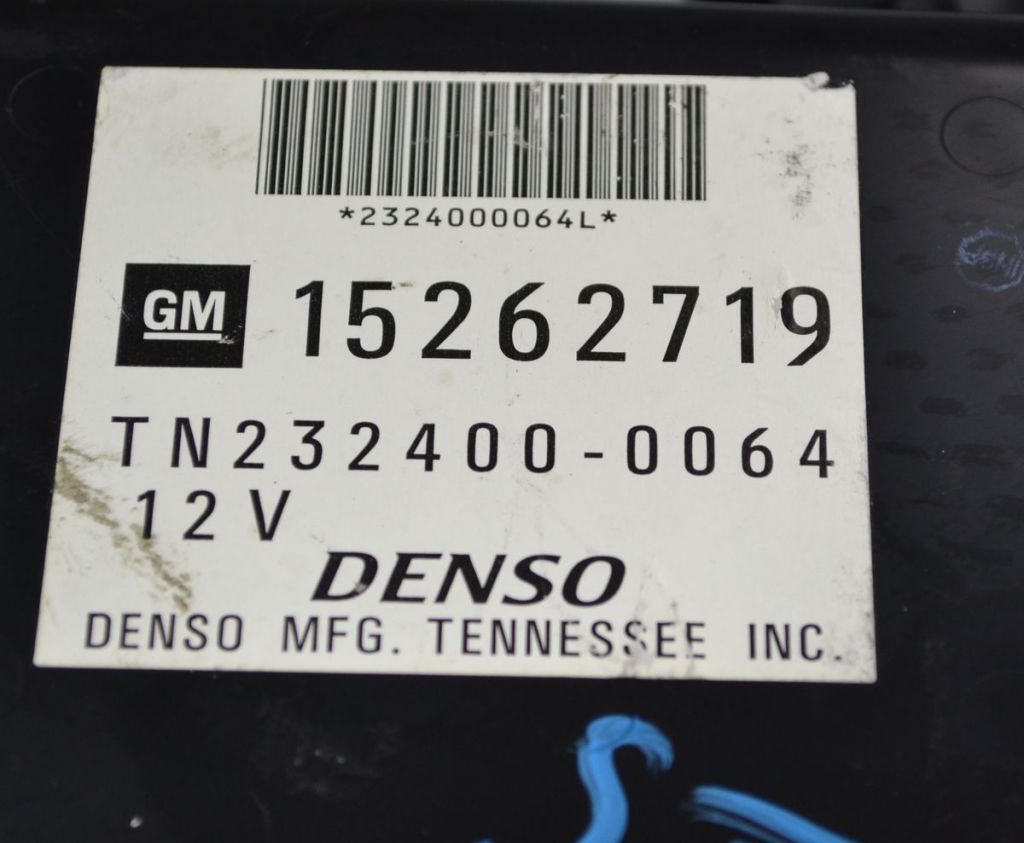 *2324000064L*
GM 15262719
TN232400-0064
12V
DENSO
DENSO MFG. TENNESSEE INC.